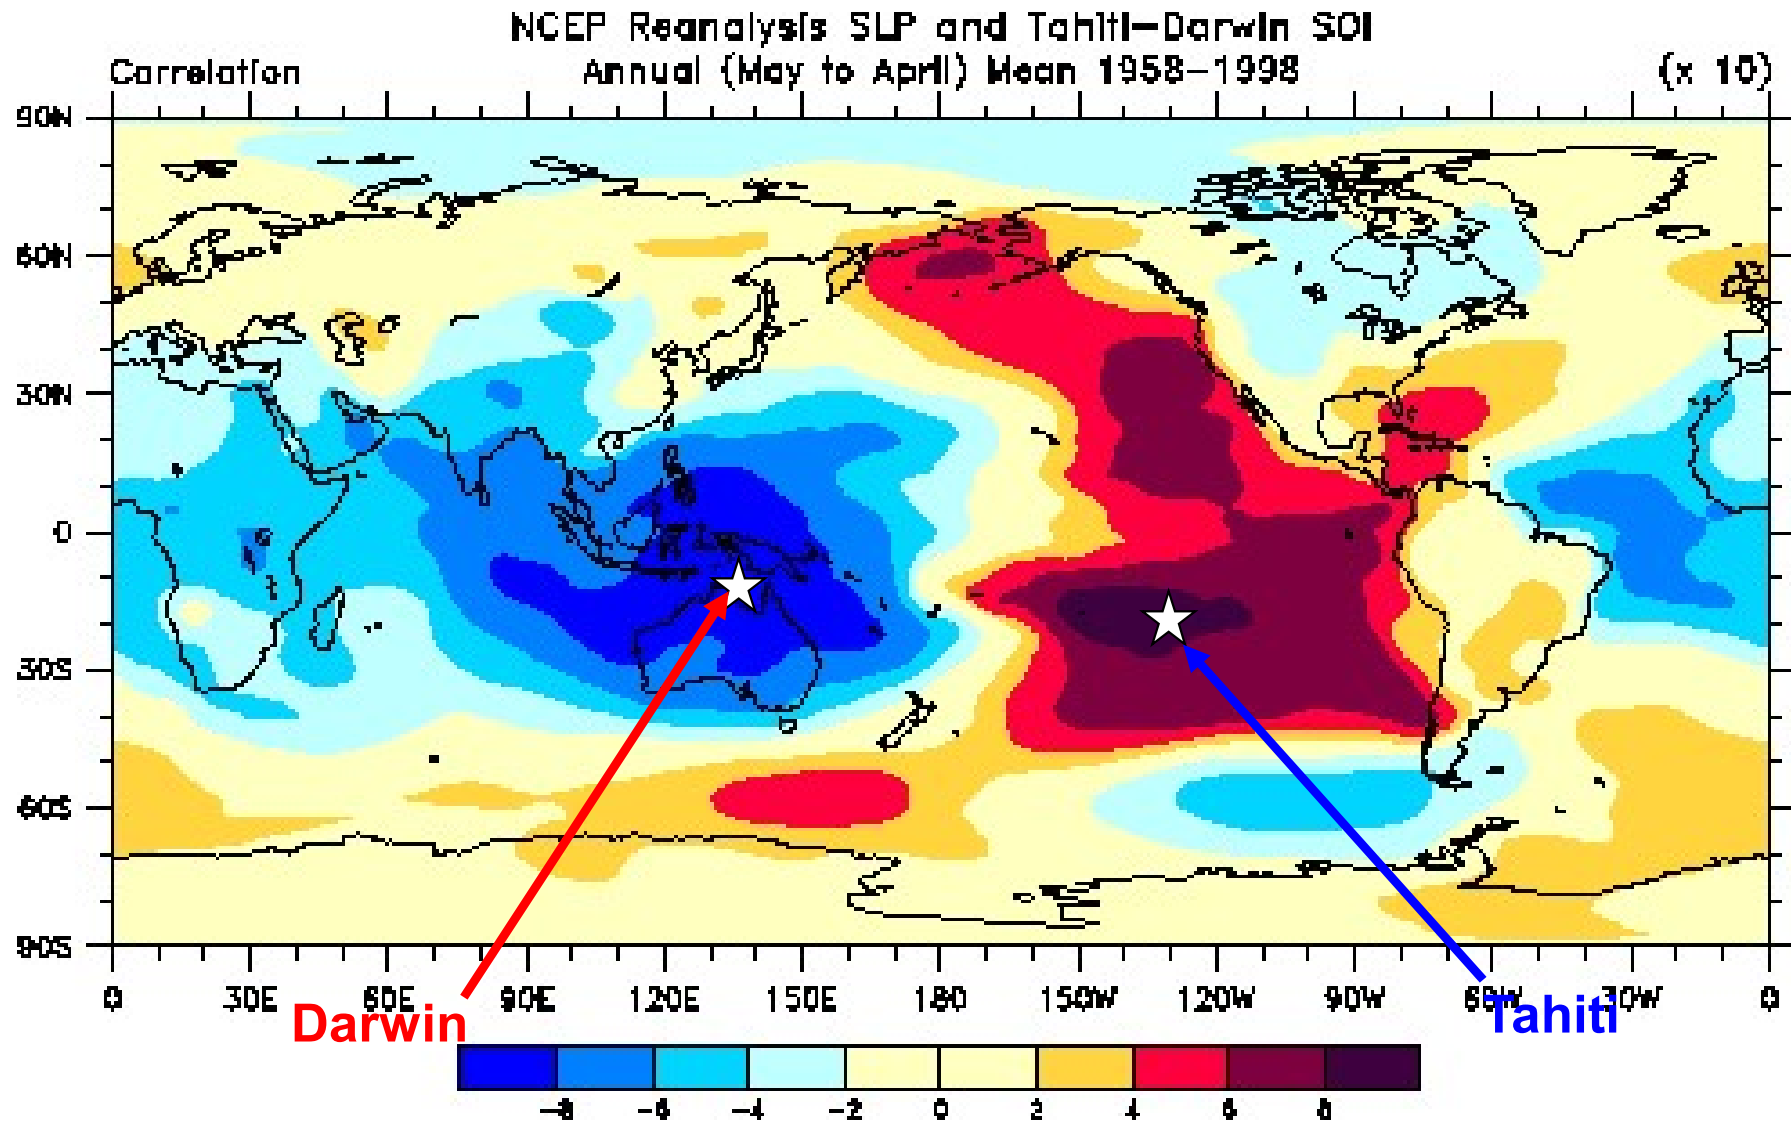 NCEP Reanalysis SLP and Tahiti-Darwin SOI
Correlation Annual (May to April) Mean 1958-1998 (x 10)
90N
60N
30N
0
30S
60S
90S
0 30E 60E 90E 120E 150E 180 150W 120W 90W 60W 30W 0
Darwin Tahiti
-8 -6 -4 -2 0 2 4 6 8